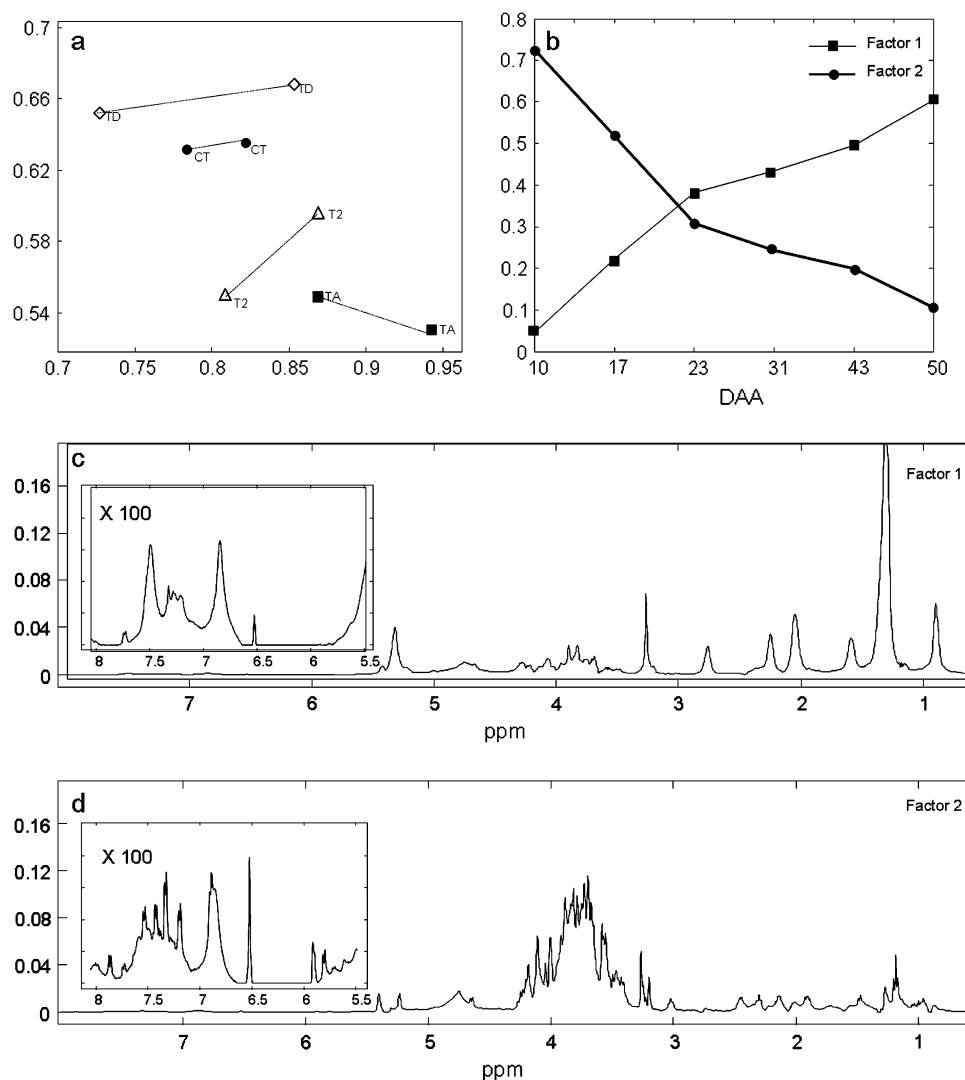 a
0.7
0.66
0.62
0.58
0.54
TD
TD
CT
CT
T2
T2
TA
TA
0.7 0.75 0.8 0.85 0.9 0.95
b
0.8
0.7
0.6
0.5
0.4
0.3
0.2
0.1
0
Factor 1
Factor 2
10 17 23 31 43 50
DAA
c
Factor 1
0.16
0.12
0.08
0.04
0
X 100
8 7.5 7 6.5 6 5.5
7 6 5 4 3 2 1
ppm
d
Factor 2
0.16
0.12
0.08
0.04
0
X 100
8 7.5 7 6.5 6 5.5
7 6 5 4 3 2 1
ppm